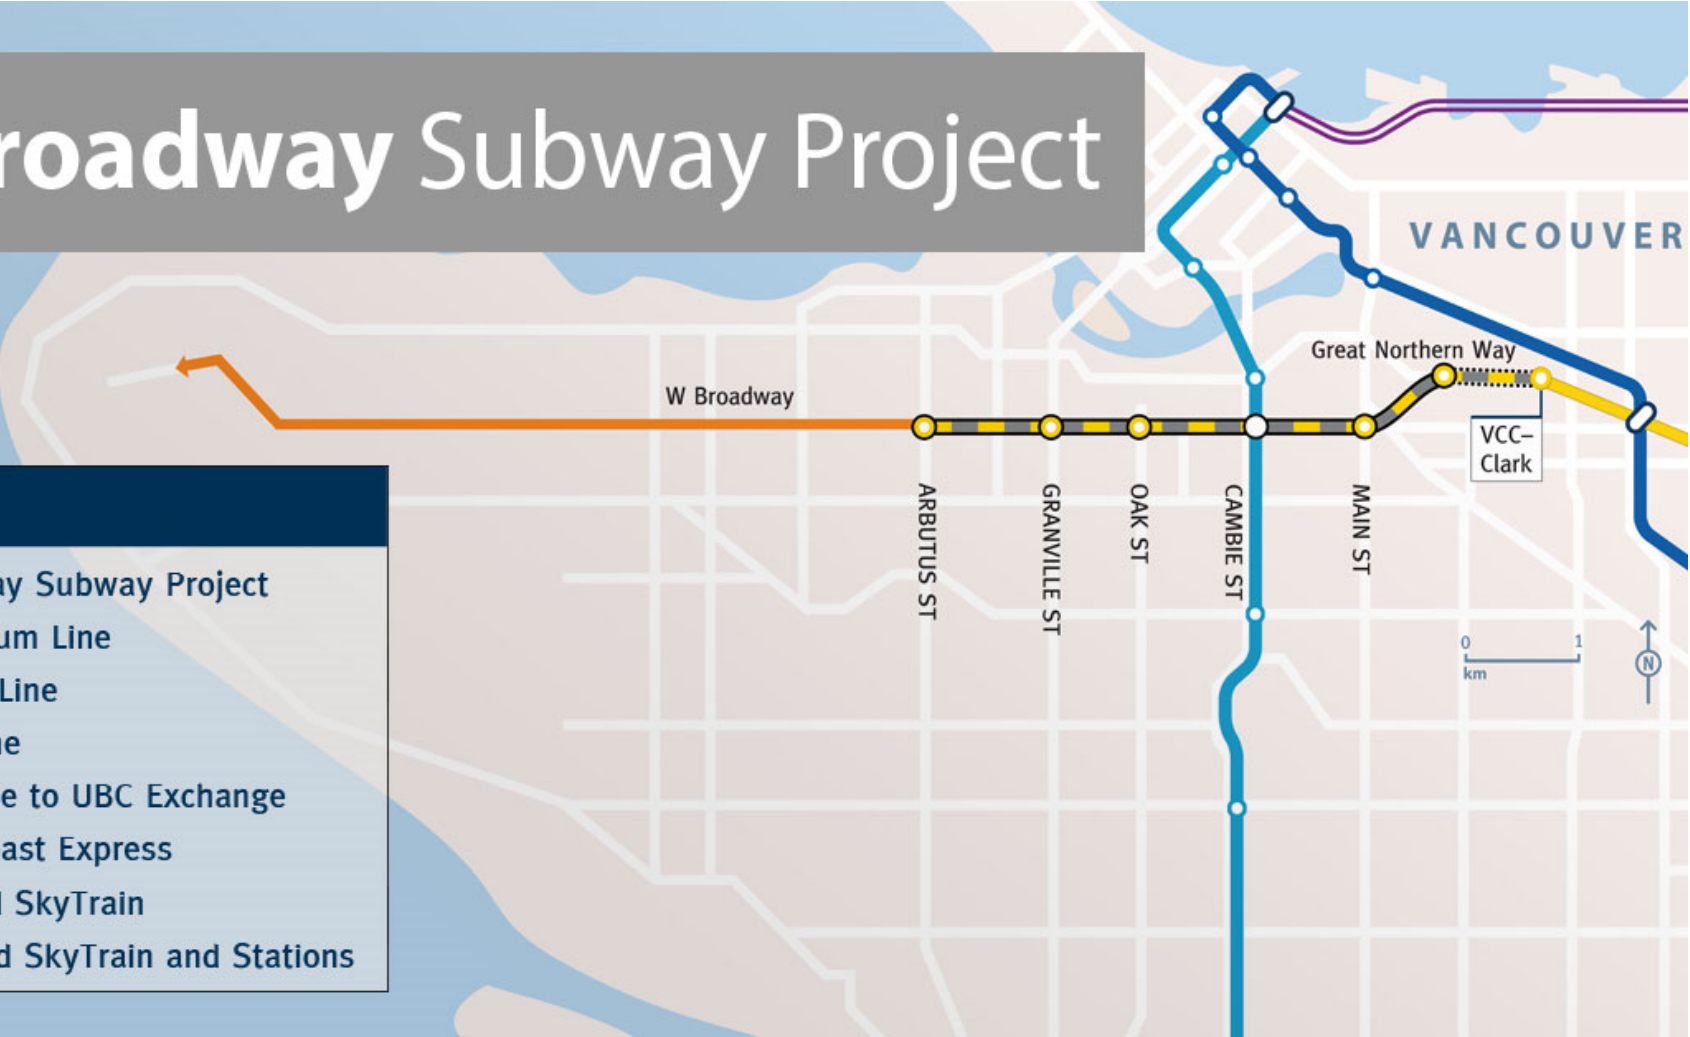 roadway Subway Project
VANCOUVER
Great Northern Way
W Broadway
VCC–
Clark
ARBUTUS ST
GRANVILLE ST
OAK ST
CAMBIE ST
MAIN ST
0 1
km
N
ay Subway Project
um Line
Line
ne
e to UBC Exchange
ast Express
SkyTrain
d SkyTrain and Stations